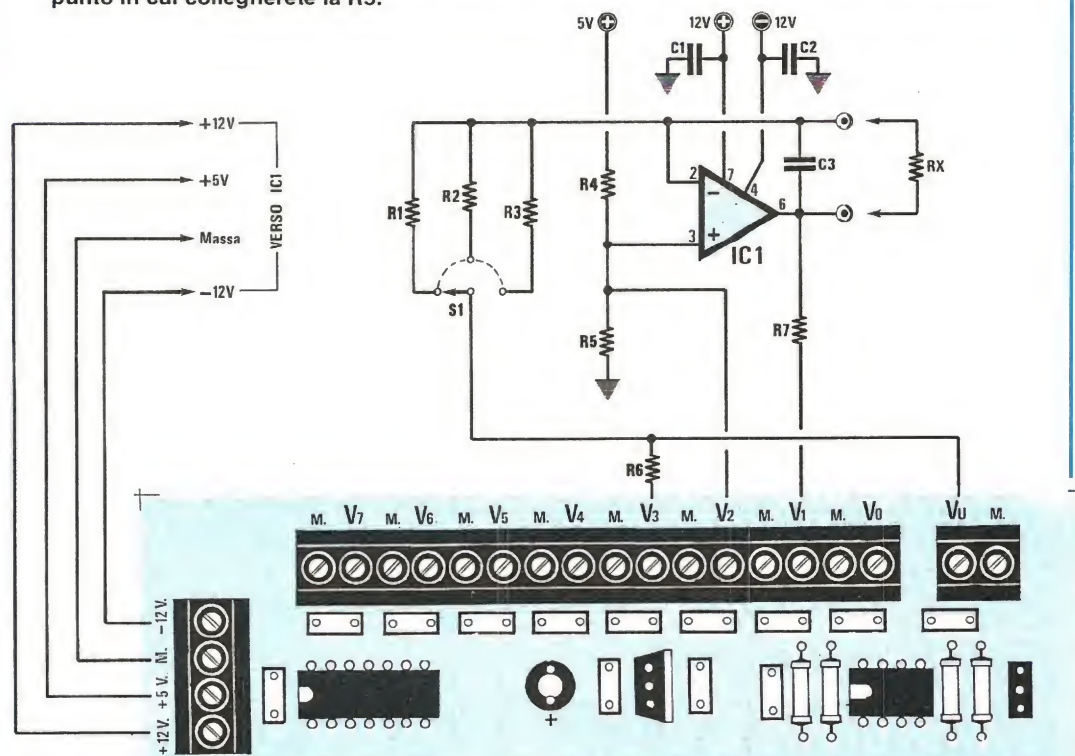 punto in cui collegherete la R5.
5V 12V 12V
C1 C2
+12V
+5V
Massa
-12V
VERSO IC1
R1 R2 R3
S1
R4
R5
2 7 4 6 3
- +
IC1
C3
RX
R7
R6
M. V7 M. V6 M. V5 M. V4 M. V3 M. V2 M. V1 M. V0 VU M.
-12V.
M.
+5V.
+12V.
+